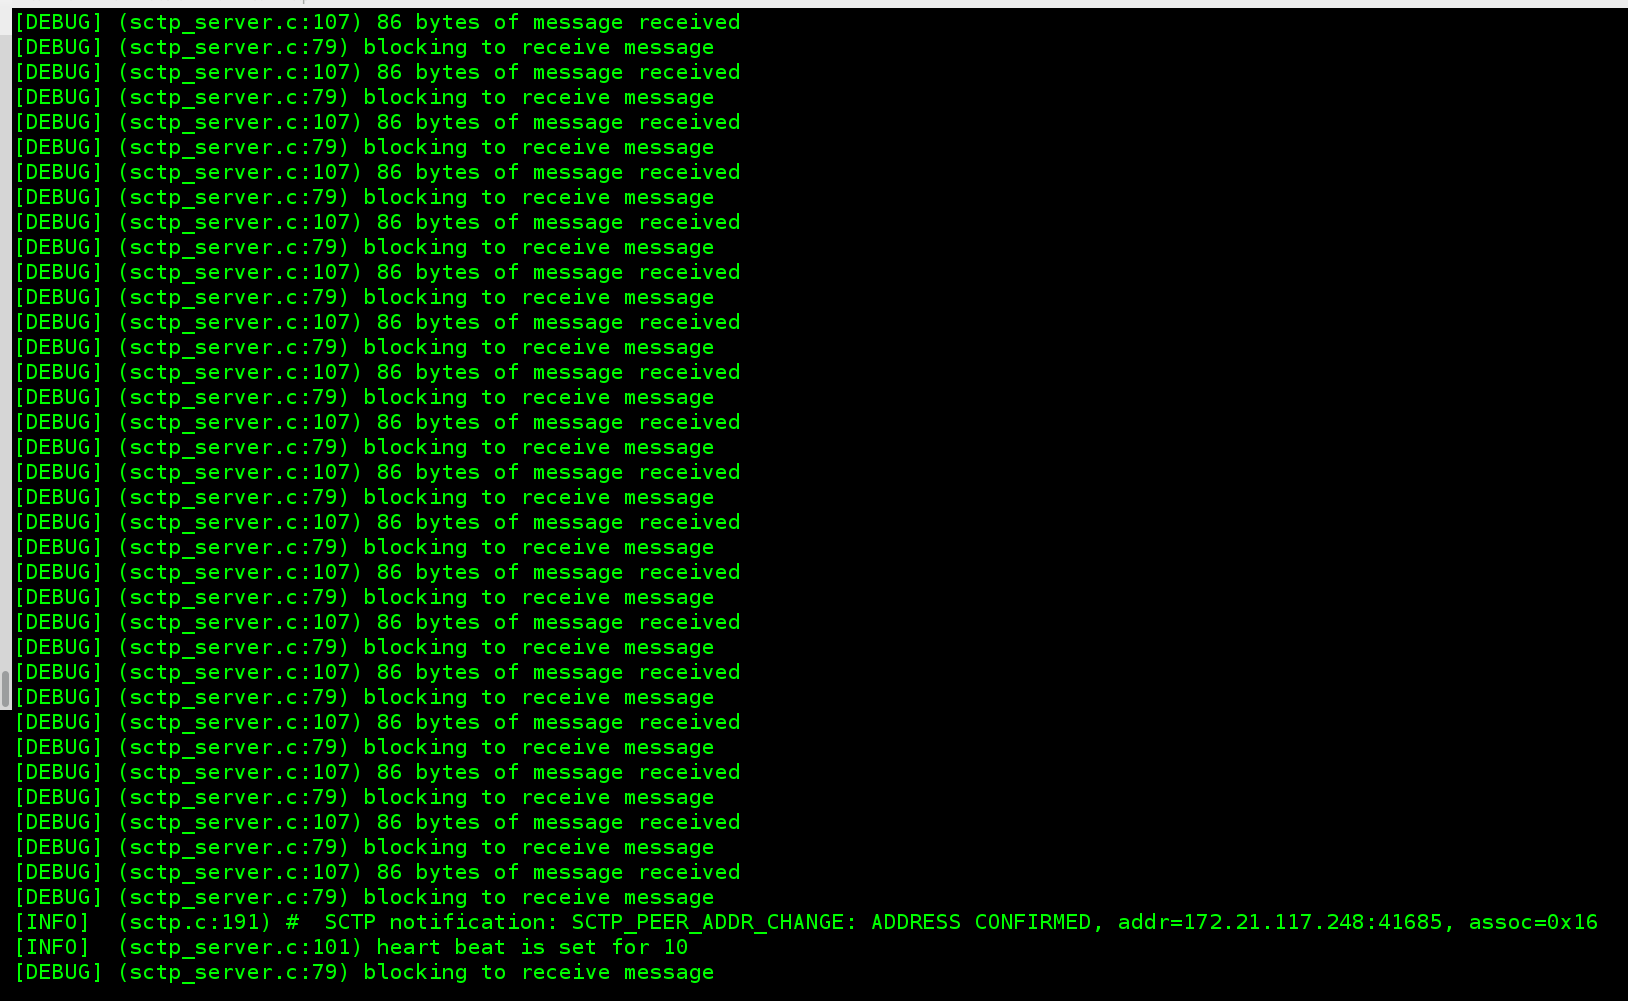 [DEBUG] (sctp_server.c:107) 86 bytes of message received
[DEBUG] (sctp_server.c:79) blocking to receive message
[DEBUG] (sctp_server.c:107) 86 bytes of message received
[DEBUG] (sctp_server.c:79) blocking to receive message
[DEBUG] (sctp_server.c:107) 86 bytes of message received
[DEBUG] (sctp_server.c:79) blocking to receive message
[DEBUG] (sctp_server.c:107) 86 bytes of message received
[DEBUG] (sctp_server.c:79) blocking to receive message
[DEBUG] (sctp_server.c:107) 86 bytes of message received
[DEBUG] (sctp_server.c:79) blocking to receive message
[DEBUG] (sctp_server.c:107) 86 bytes of message received
[DEBUG] (sctp_server.c:79) blocking to receive message
[DEBUG] (sctp_server.c:107) 86 bytes of message received
[DEBUG] (sctp_server.c:79) blocking to receive message
[DEBUG] (sctp_server.c:107) 86 bytes of message received
[DEBUG] (sctp_server.c:79) blocking to receive message
[DEBUG] (sctp_server.c:107) 86 bytes of message received
[DEBUG] (sctp_server.c:79) blocking to receive message
[DEBUG] (sctp_server.c:107) 86 bytes of message received
[DEBUG] (sctp_server.c:79) blocking to receive message
[DEBUG] (sctp_server.c:107) 86 bytes of message received
[DEBUG] (sctp_server.c:79) blocking to receive message
[DEBUG] (sctp_server.c:107) 86 bytes of message received
[DEBUG] (sctp_server.c:79) blocking to receive message
[DEBUG] (sctp_server.c:107) 86 bytes of message received
[DEBUG] (sctp_server.c:79) blocking to receive message
[DEBUG] (sctp_server.c:107) 86 bytes of message received
[DEBUG] (sctp_server.c:79) blocking to receive message
[DEBUG] (sctp_server.c:107) 86 bytes of message received
[DEBUG] (sctp_server.c:79) blocking to receive message
[DEBUG] (sctp_server.c:107) 86 bytes of message received
[DEBUG] (sctp_server.c:79) blocking to receive message
[DEBUG] (sctp_server.c:107) 86 bytes of message received
[DEBUG] (sctp_server.c:79) blocking to receive message
[DEBUG] (sctp_server.c:107) 86 bytes of message received
[DEBUG] (sctp_server.c:79) blocking to receive message
[INFO]  (sctp.c:191) #  SCTP notification: SCTP_PEER_ADDR_CHANGE: ADDRESS CONFIRMED, addr=172.21.117.248:41685, assoc=0x16
[INFO]  (sctp_server.c:101) heart beat is set for 10
[DEBUG] (sctp_server.c:79) blocking to receive message